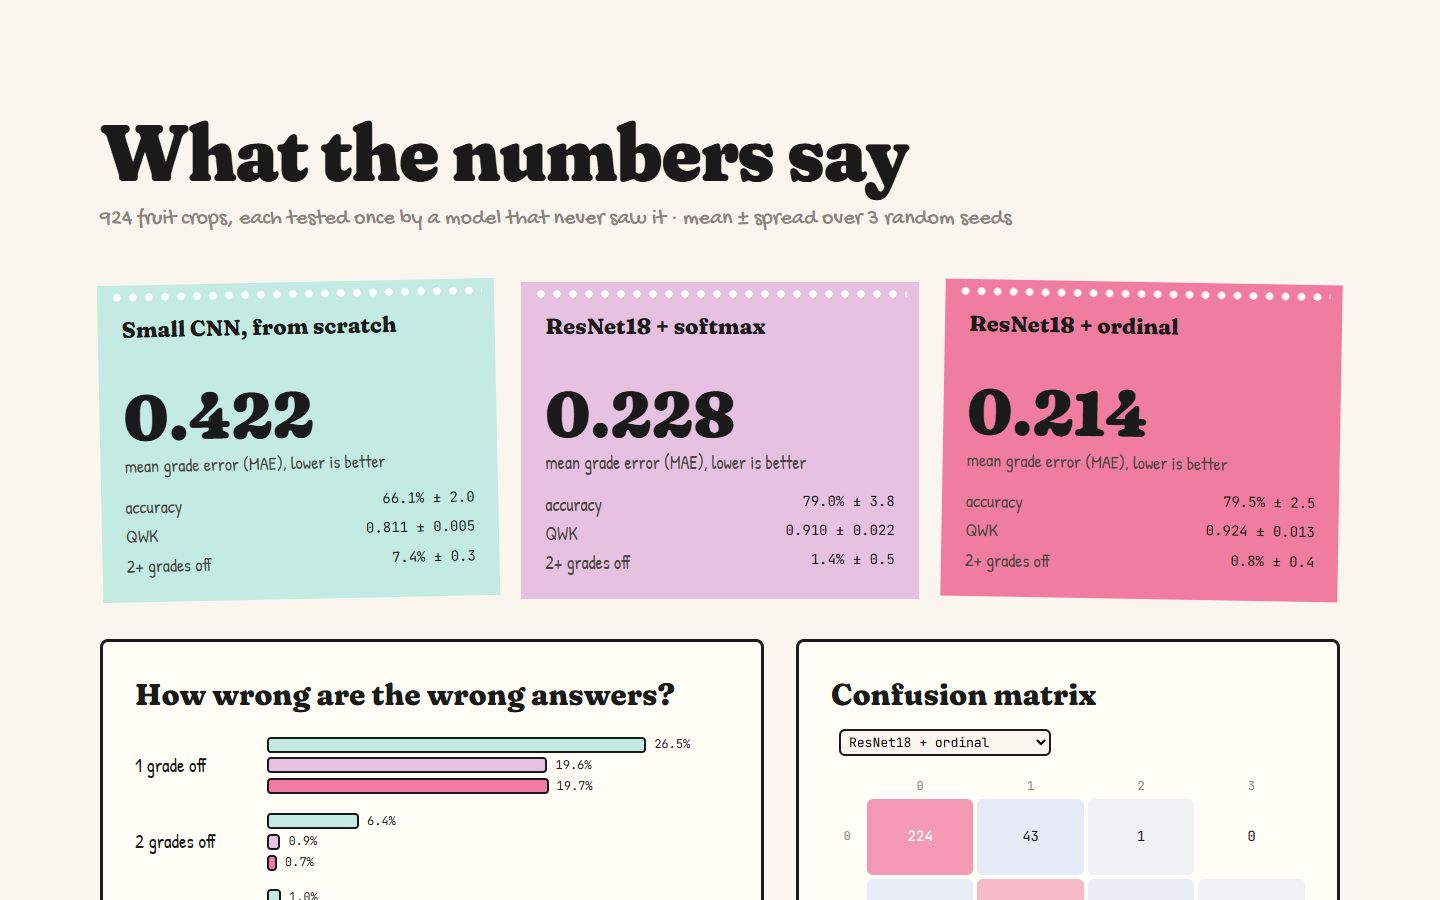 What the numbers say
924 fruit crops, each tested once by a model that never saw it · mean ± spread over 3 random seeds
Small CNN, from scratch
0.422
mean grade error (MAE), lower is better
accuracy 66.1% ± 2.0
QWK 0.811 ± 0.005
2+ grades off 7.4% ± 0.3
ResNet18 + softmax
0.228
mean grade error (MAE), lower is better
accuracy 79.0% ± 3.8
QWK 0.910 ± 0.022
2+ grades off 1.4% ± 0.5
ResNet18 + ordinal
0.214
mean grade error (MAE), lower is better
accuracy 79.5% ± 2.5
QWK 0.924 ± 0.013
2+ grades off 0.8% ± 0.4
How wrong are the wrong answers?
26.5%
1 grade off 19.6%
19.7%
6.4%
2 grades off 0.9%
0.7%
1.0%
Confusion matrix
ResNet18 + ordinal
0 1 2 3
0 224 43 1 0